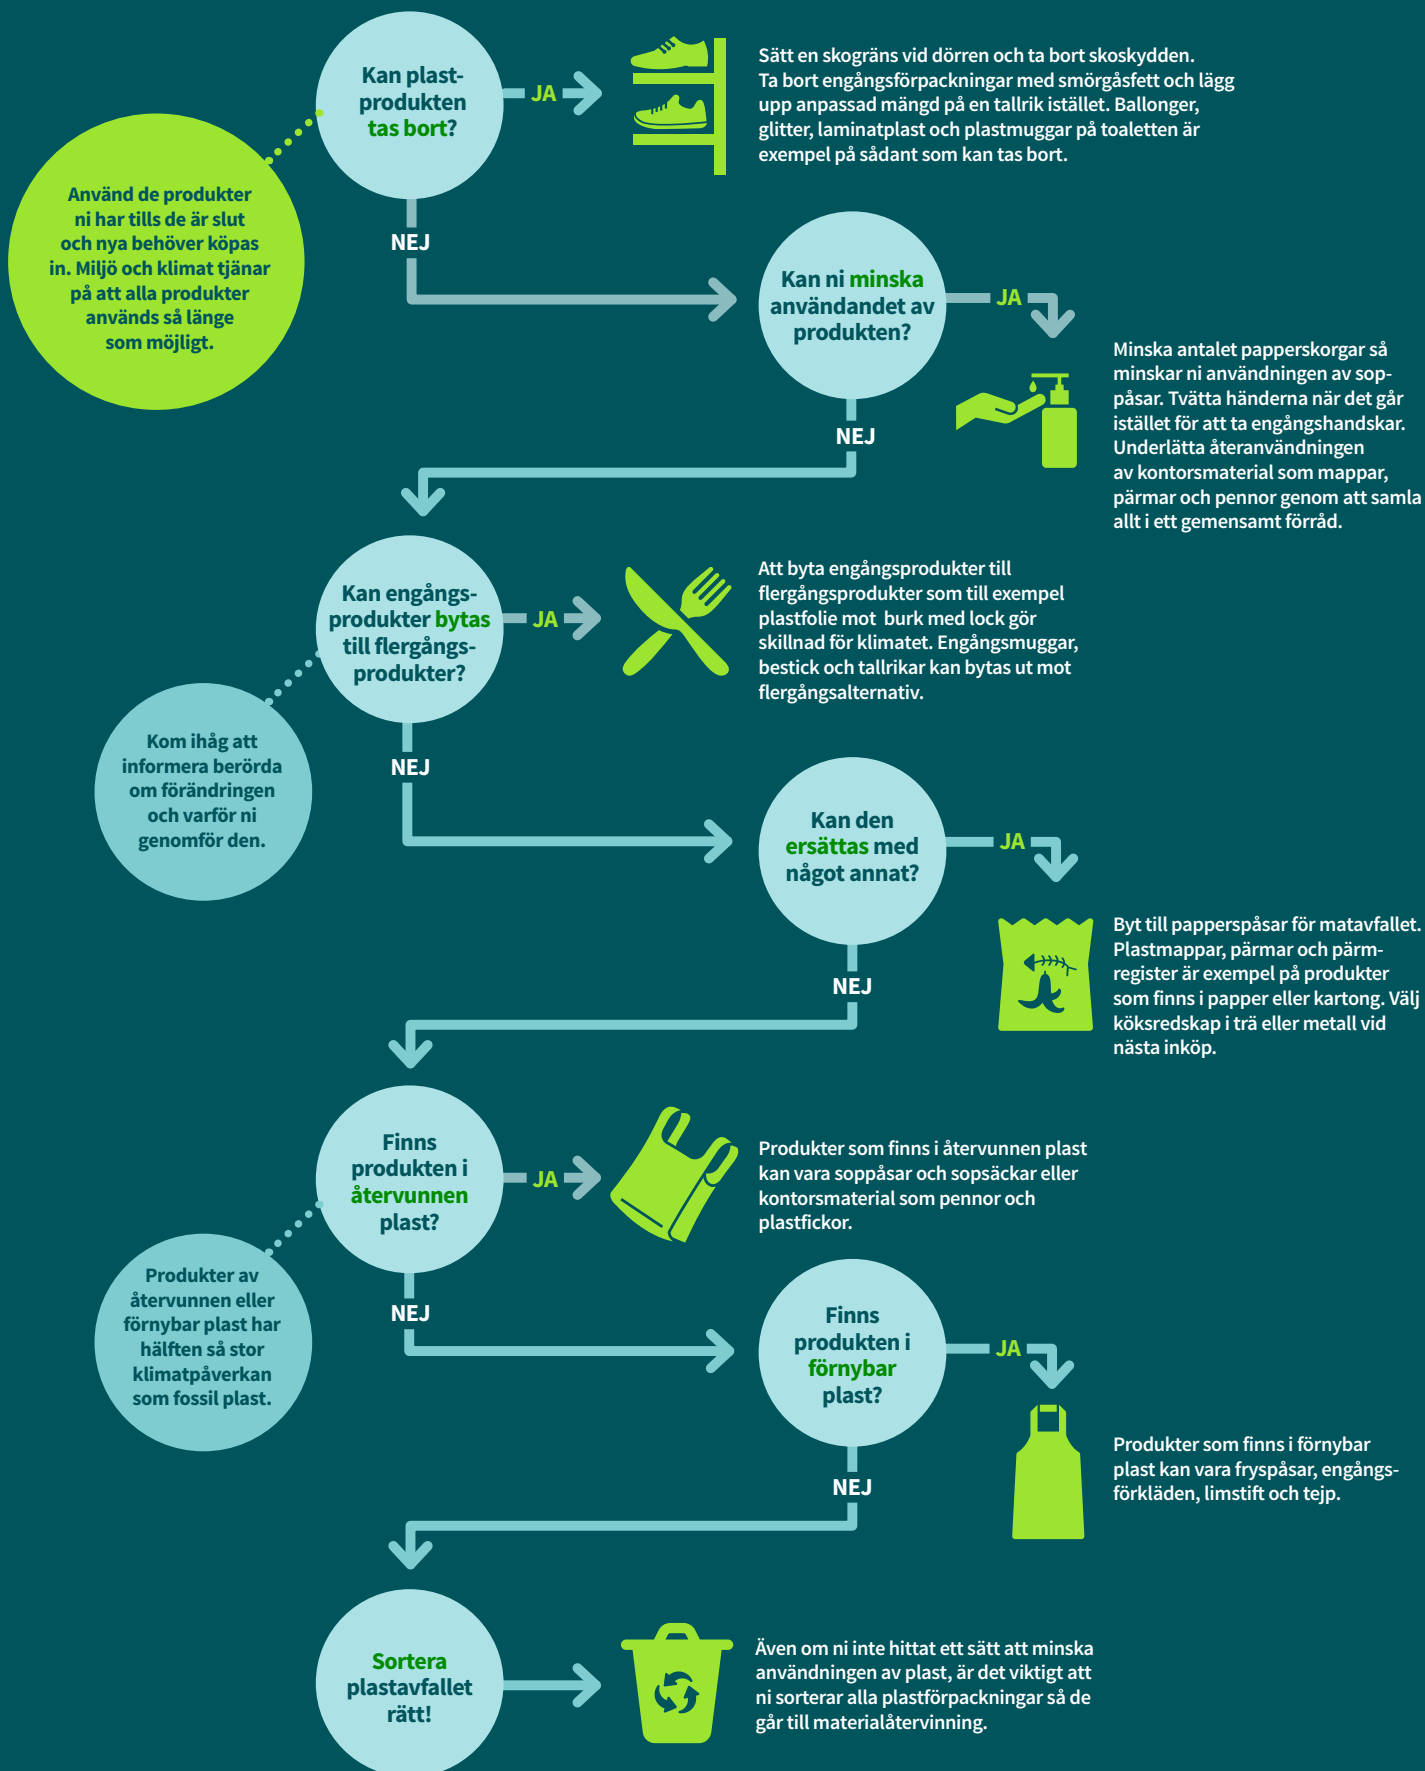 Kan plast-
produkten
tas bort?
JA
Sätt en skogräns vid dörren och ta bort skoskydden.
Ta bort engångsförpackningar med smörgåsfett och lägg
upp anpassad mängd på en tallrik istället. Ballonger,
glitter, laminatplast och plastmuggar på toaletten är
exempel på sådant som kan tas bort.
Använd de produkter
ni har tills de är slut
och nya behöver köpas
in. Miljö och klimat tjänar
på att alla produkter
används så länge
som möjligt.
NEJ
Kan ni minska
användandet av
produkten?
JA
Minska antalet papperskorgar så
minskar ni användningen av sop-
påsar. Tvätta händerna när det går
istället för att ta engångshandskar.
Underlätta återanvändningen
av kontorsmaterial som mappar,
pärmar och pennor genom att samla
allt i ett gemensamt förråd.
NEJ
Kan engångs-
produkter bytas
till flergångs-
produkter?
JA
Att byta engångsprodukter till
flergångsprodukter som till exempel
plastfolie mot burk med lock gör
skillnad för klimatet. Engångsmuggar,
bestick och tallrikar kan bytas ut mot
flergångsalternativ.
Kom ihåg att
informera berörda
om förändringen
och varför ni
genomför den.
NEJ
Kan den
ersättas med
något annat?
JA
Byt till papperspåsar för matavfallet.
Plastmappar, pärmar och pärm-
register är exempel på produkter
som finns i papper eller kartong. Välj
köksredskap i trä eller metall vid
nästa inköp.
NEJ
Finns
produkten i
återvunnen
plast?
JA
Produkter som finns i återvunnen plast
kan vara soppåsar och sopsäckar eller
kontorsmaterial som pennor och
plastfickor.
Produkter av
återvunnen eller
förnybar plast har
hälften så stor
klimatpåverkan
som fossil plast.
NEJ
Finns
produkten i
förnybar
plast?
JA
Produkter som finns i förnybar
plast kan vara fryspåsar, engångs-
förkläden, limstift och tejp.
NEJ
Sortera
plastavfallet
rätt!
Även om ni inte hittat ett sätt att minska
användningen av plast, är det viktigt att
ni sorterar alla plastförpackningar så de
går till materialåtervinning.